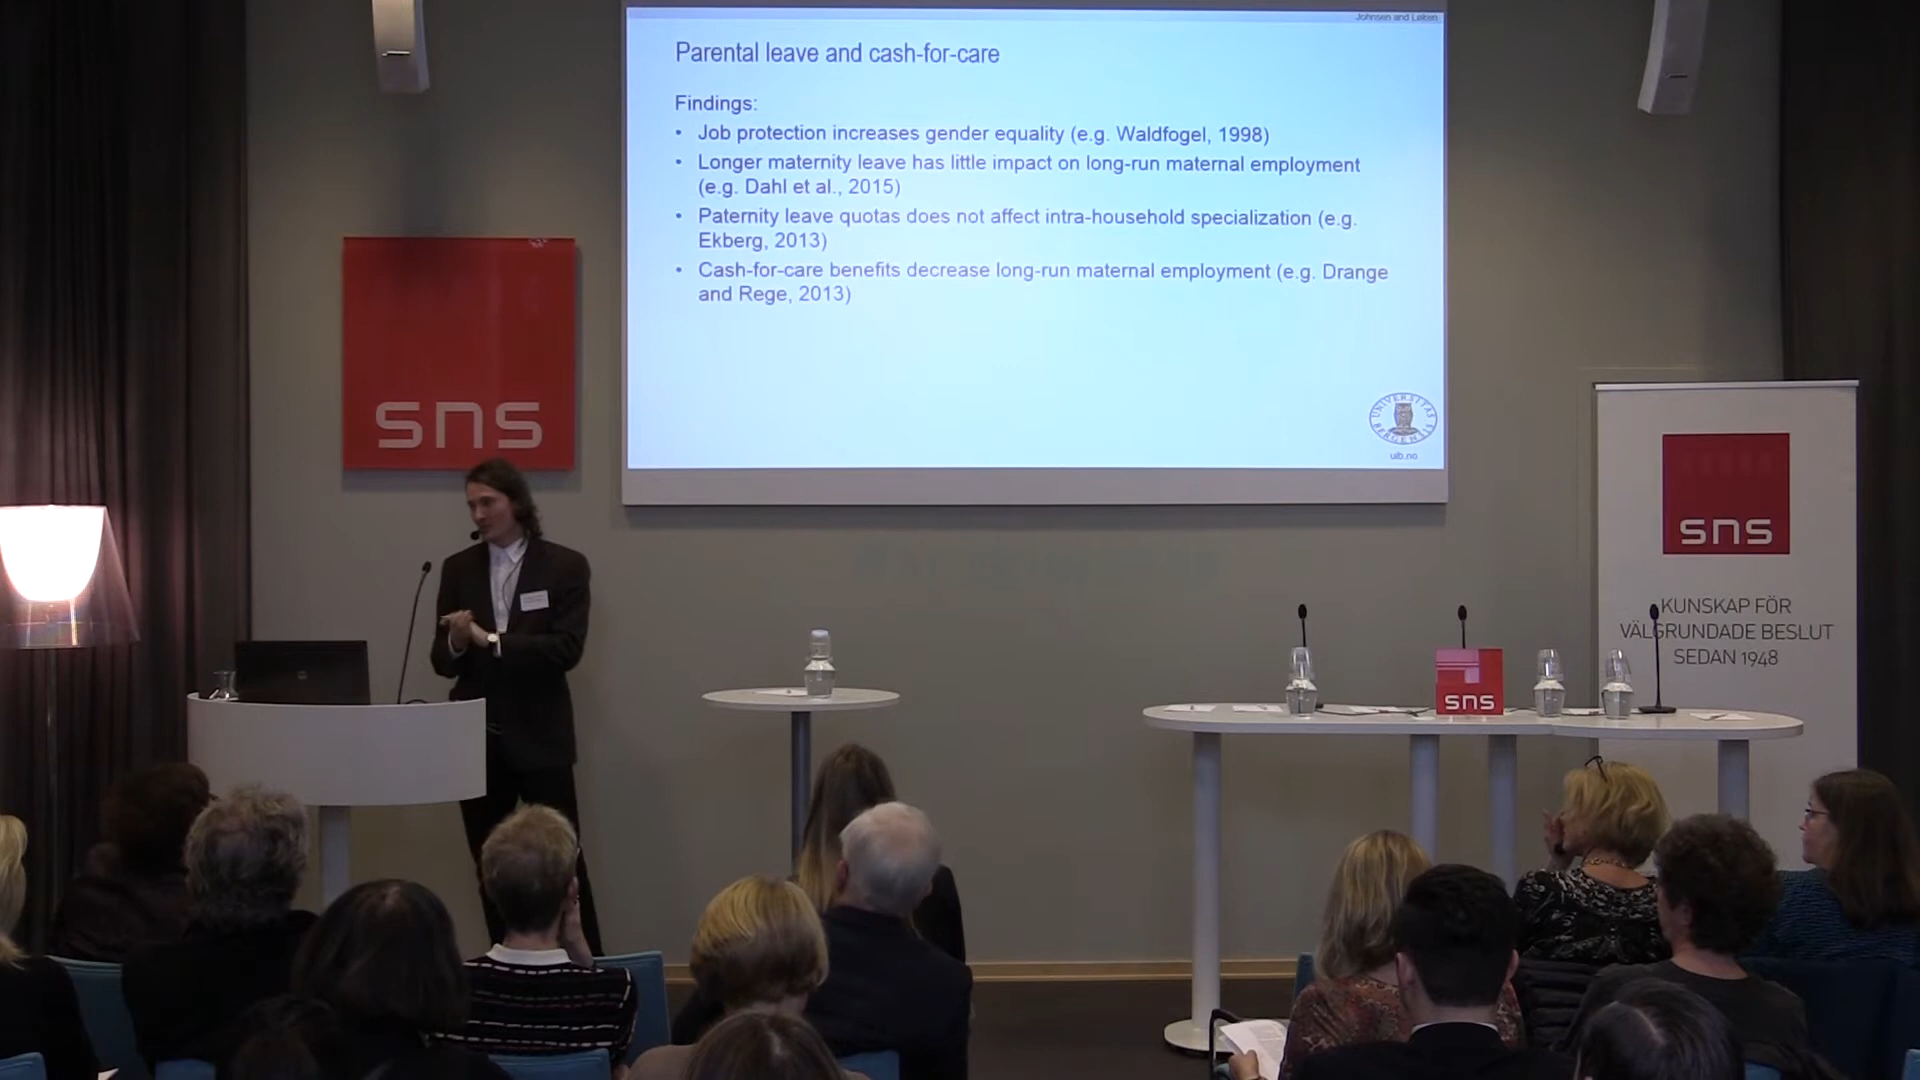 Johnsen and Løken
Parental leave and cash-for-care
Findings:
• Job protection increases gender equality (e.g. Waldfogel, 1998)
• Longer maternity leave has little impact on long-run maternal employment
(e.g. Dahl et al., 2015)
• Paternity leave quotas does not affect intra-household specialization (e.g.
Ekberg, 2013)
• Cash-for-care benefits decrease long-run maternal employment (e.g. Drange
and Rege, 2013)
UNIVERSITAS
BERGENSIS
uib.no
sns
sns
KUNSKAP FÖR
VÄLGRUNDADE BESLUT
SEDAN 1948
sns